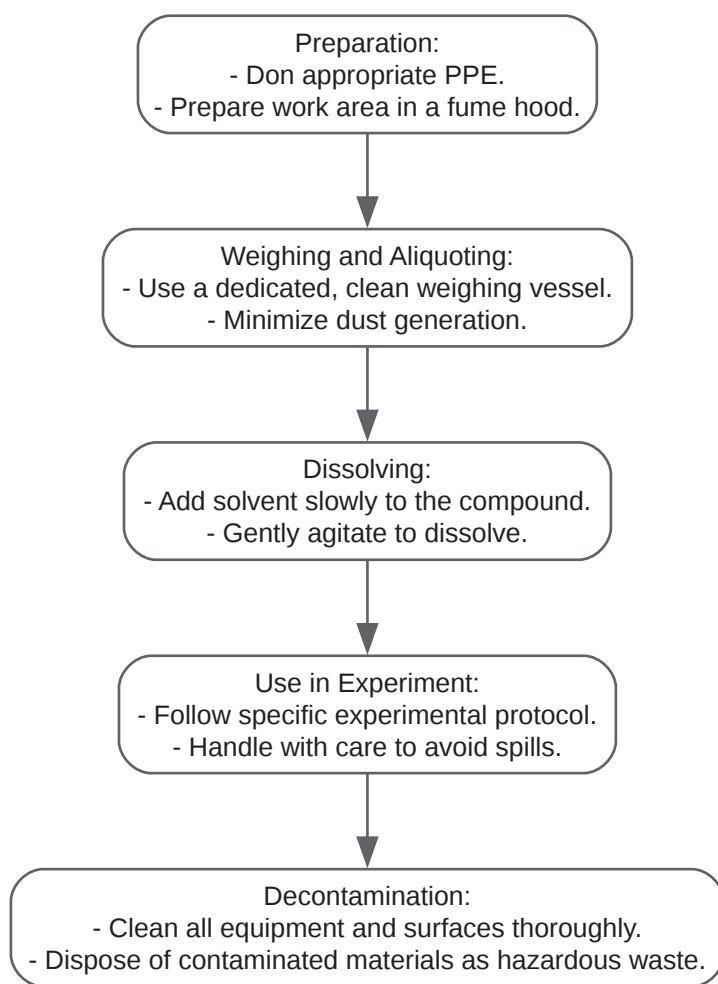 Preparation:
- Don appropriate PPE.
- Prepare work area in a fume hood.
Weighing and Aliquoting:
- Use a dedicated, clean weighing vessel.
- Minimize dust generation.
Dissolving:
- Add solvent slowly to the compound.
- Gently agitate to dissolve.
Use in Experiment:
- Follow specific experimental protocol.
- Handle with care to avoid spills.
Decontamination:
- Clean all equipment and surfaces thoroughly.
- Dispose of contaminated materials as hazardous waste.